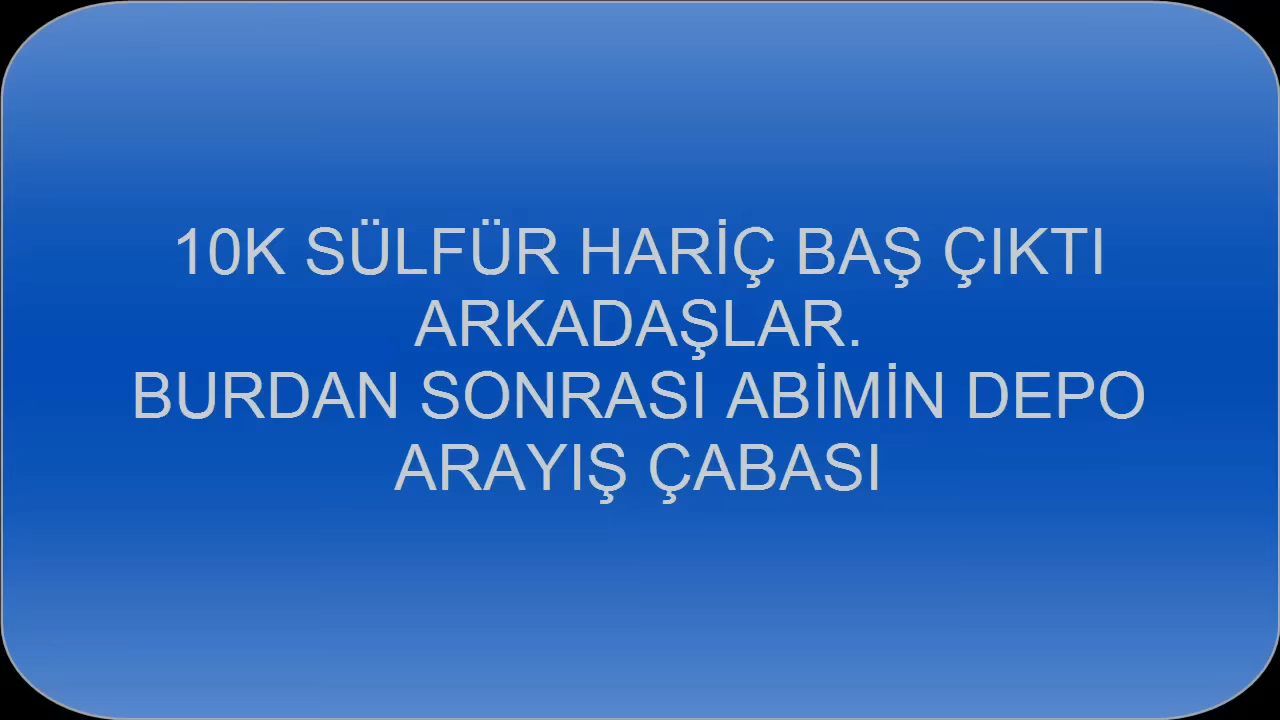 10K SÜLFÜR HARİÇ BAŞ ÇIKTI
ARKADAŞLAR.
BURDAN SONRASI ABİMİN DEPO
ARAYIŞ ÇABASI